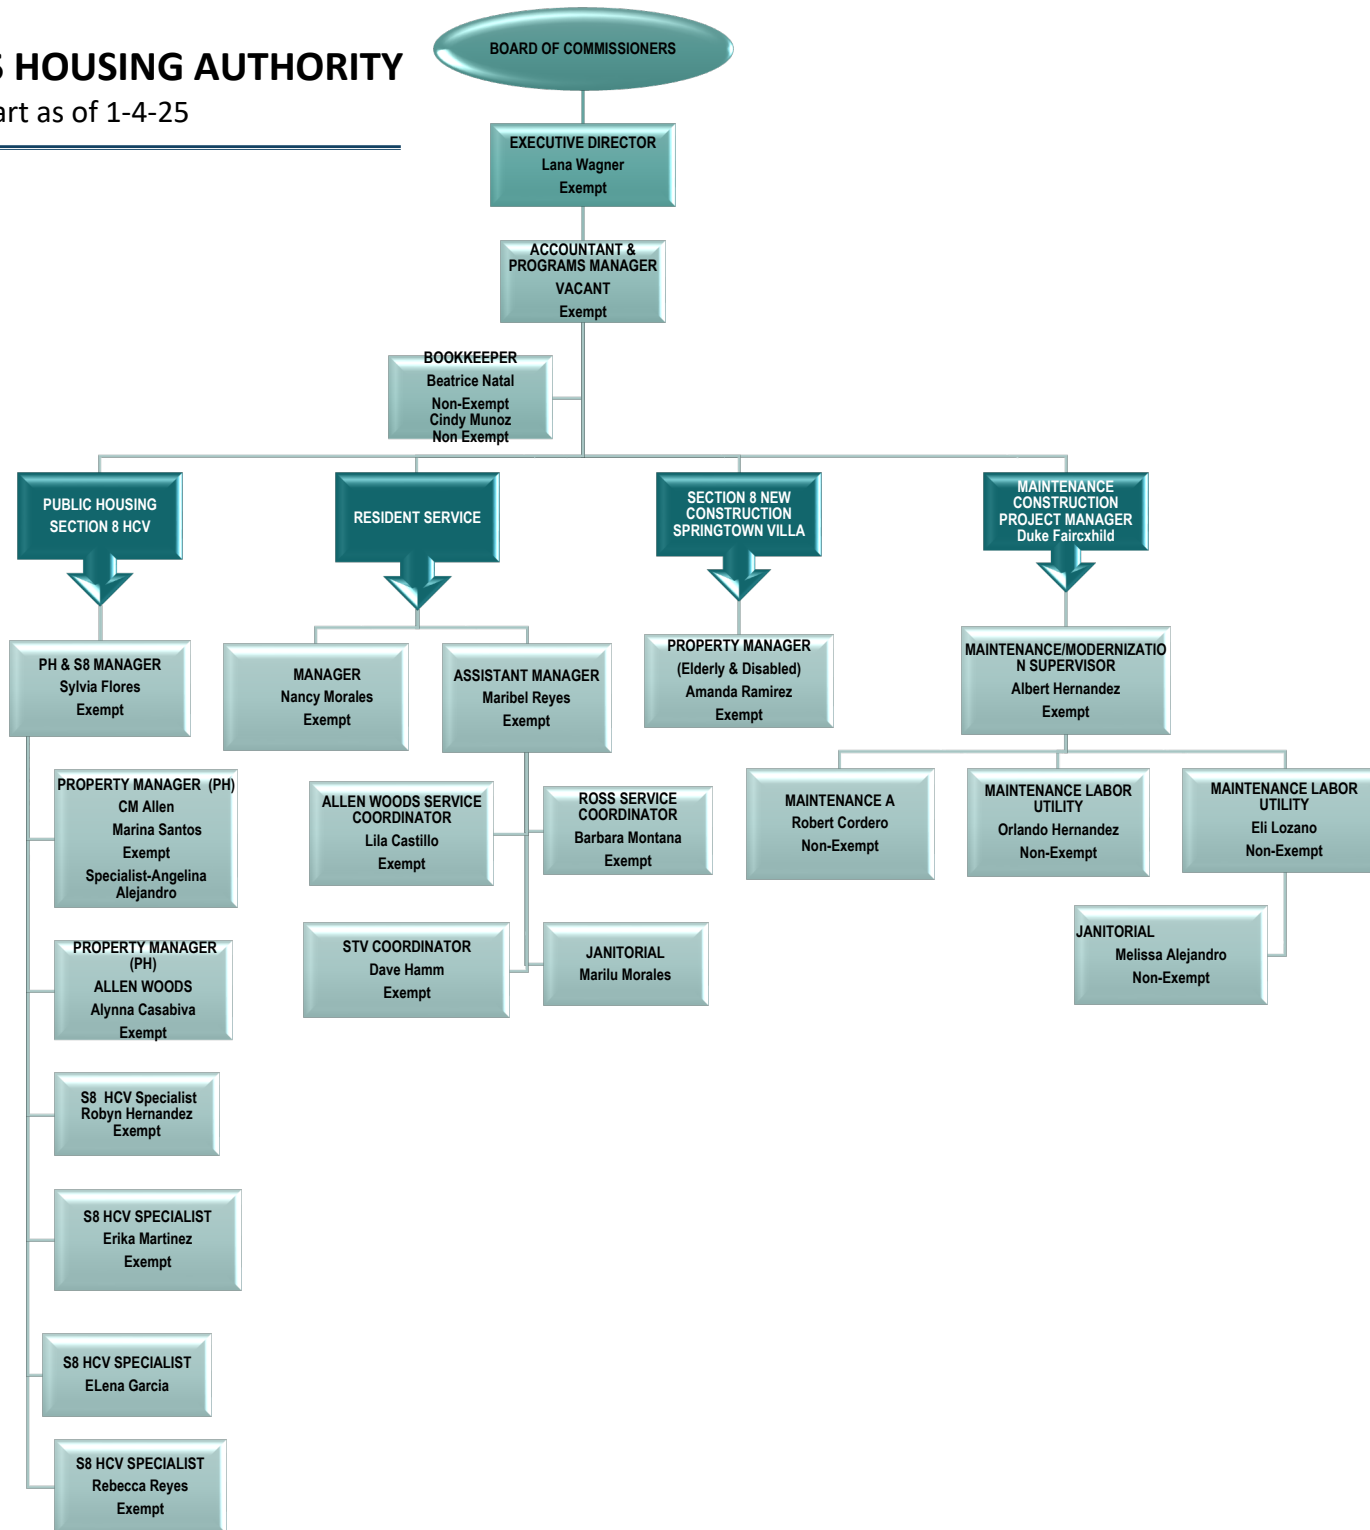 S HOUSING AUTHORITY
art as of 1-4-25
BOARD OF COMMISSIONERS
EXECUTIVE DIRECTOR
Lana Wagner
Exempt
ACCOUNTANT &
PROGRAMS MANAGER
VACANT
Exempt
BOOKKEEPER
Beatrice Natal
Non-Exempt
Cindy Munoz
Non Exempt
PUBLIC HOUSING
SECTION 8 HCV
RESIDENT SERVICE
SECTION 8 NEW
CONSTRUCTION
SPRINGTOWN VILLA
MAINTENANCE
CONSTRUCTION
PROJECT MANAGER
Duke Faircxhild
PH & S8 MANAGER
Sylvia Flores
Exempt
MANAGER
Nancy Morales
Exempt
ASSISTANT MANAGER
Maribel Reyes
Exempt
PROPERTY MANAGER
(Elderly & Disabled)
Amanda Ramirez
Exempt
MAINTENANCE/MODERNIZATIO
N SUPERVISOR
Albert Hernandez
Exempt
PROPERTY MANAGER (PH)
CM Allen
Marina Santos
Exempt
Specialist-Angelina
Alejandro
ALLEN WOODS SERVICE
COORDINATOR
Lila Castillo
Exempt
ROSS SERVICE
COORDINATOR
Barbara Montana
Exempt
MAINTENANCE A
Robert Cordero
Non-Exempt
MAINTENANCE LABOR
UTILITY
Orlando Hernandez
Non-Exempt
MAINTENANCE LABOR
UTILITY
Eli Lozano
Non-Exempt
PROPERTY MANAGER
(PH)
ALLEN WOODS
Alynna Casabiva
Exempt
STV COORDINATOR
Dave Hamm
Exempt
JANITORIAL
Marilu Morales
JANITORIAL
Melissa Alejandro
Non-Exempt
S8 HCV Specialist
Robyn Hernandez
Exempt
S8 HCV SPECIALIST
Erika Martinez
Exempt
S8 HCV SPECIALIST
ELena Garcia
S8 HCV SPECIALIST
Rebecca Reyes
Exempt